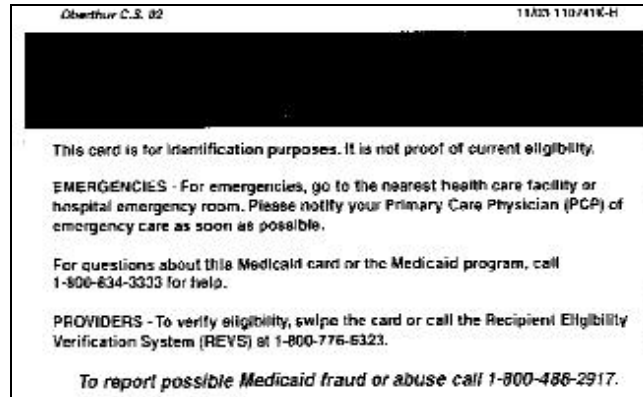 Oberthur C.S. 02
11/03 110741K-H
This card is for identification purposes. It is not proof of current eligibility.
EMERGENCIES - For emergencies, go to the nearest health care facility or
hospital emergency room. Please notify your Primary Care Physician (PCP) of
emergency care as soon as possible.
For questions about this Medicaid card or the Medicaid program, call
1-800-834-3333 for help.
PROVIDERS - To verify eligibility, swipe the card or call the Recipient Eligibility
Verification System (REVS) at 1-800-776-6323.
To report possible Medicaid fraud or abuse call 1-800-488-2917.